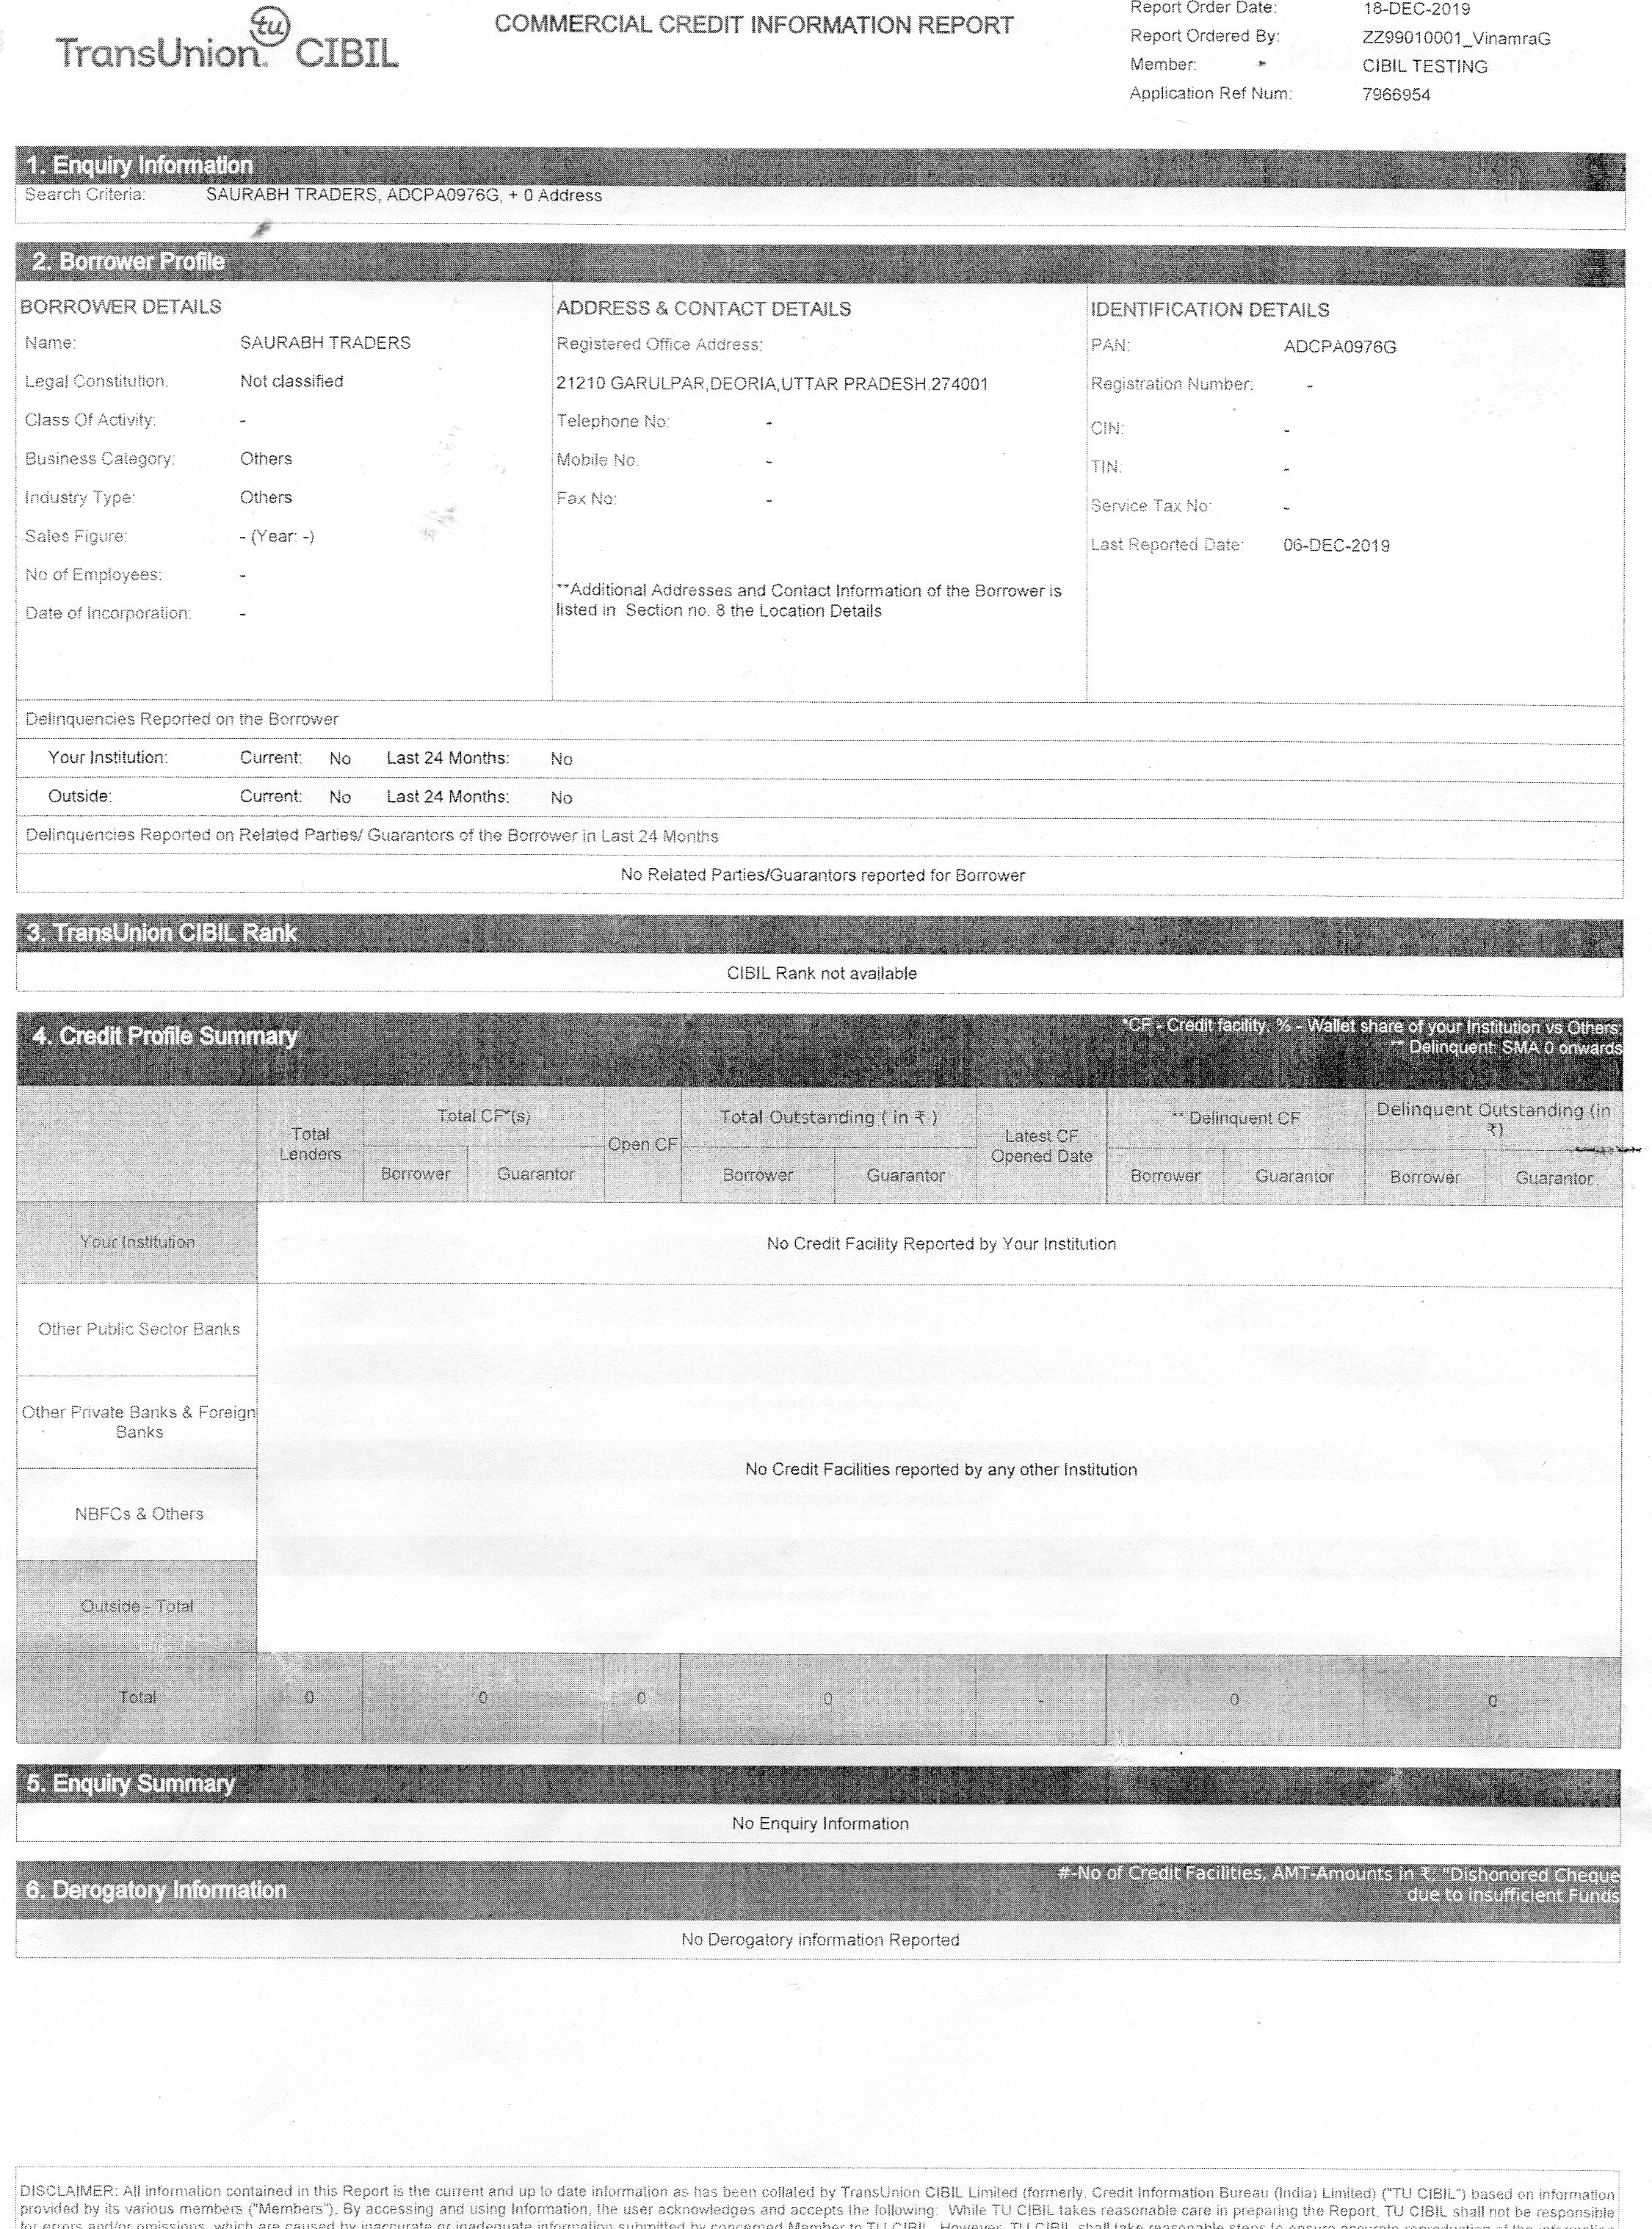 tu
TransUnion. CIBIL
COMMERCIAL CREDIT INFORMATION REPORT
Report Order Date: 18-DEC-2019
Report Ordered By: ZZ99010001_VinamraG
Member: CIBIL TESTING
Application Ref Num: 7966954
1. Enquiry Information
Search Criteria: SAURABH TRADERS, ADCPA0976G, + 0 Address
2. Borrower Profile
BORROWER DETAILS
Name: SAURABH TRADERS
Legal Constitution: Not classified
Class Of Activity: -
Business Category: Others
Industry Type: Others
Sales Figure: - (Year: -)
No of Employees: -
Date of Incorporation: -
ADDRESS & CONTACT DETAILS
Registered Office Address:
21210 GARULPAR,DEORIA,UTTAR PRADESH.274001
Telephone No: -
Mobile No. -
Fax No: -
**Additional Addresses and Contact Information of the Borrower is
listed in Section no. 8 the Location Details
IDENTIFICATION DETAILS
PAN: ADCPA0976G
Registration Number: -
CIN: -
TIN: -
Service Tax No: -
Last Reported Date: 06-DEC-2019
Delinquencies Reported on the Borrower
Your Institution: Current: No Last 24 Months: No
Outside: Current: No Last 24 Months: No
Delinquencies Reported on Related Parties/ Guarantors of the Borrower in Last 24 Months
No Related Parties/Guarantors reported for Borrower
3. TransUnion CIBIL Rank
CIBIL Rank not available
4. Credit Profile Summary
*CF - Credit facility, % - Wallet share of your Institution vs Others;
** Delinquent: SMA 0 onwards
Total Lenders
Total CF*(s)
Open CF
Total Outstanding ( in ₹ )
Latest CF Opened Date
** Delinquent CF
Delinquent Outstanding (in ₹)
Borrower Guarantor Borrower Guarantor Borrower Guarantor Borrower Guarantor
Your Institution
No Credit Facility Reported by Your Institution
Other Public Sector Banks
Other Private Banks & Foreign
Banks
No Credit Facilities reported by any other Institution
NBFCs & Others
Outside - Total
Total 0 0 0 0 - 0 0
5. Enquiry Summary
No Enquiry Information
6. Derogatory Information
#-No of Credit Facilities, AMT-Amounts in ₹, "Dishonored Cheque
due to insufficient Funds
No Derogatory information Reported
DISCLAIMER: All information contained in this Report is the current and up to date information as has been collated by TransUnion CIBIL Limited (formerly. Credit Information Bureau (India) Limited) ("TU CIBIL") based on information
provided by its various members ("Members"). By accessing and using Information, the user acknowledges and accepts the following: While TU CIBIL takes reasonable care in preparing the Report, TU CIBIL shall not be responsible
for errors and/or omissions, which are caused by inaccurate or inadequate information submitted by concerned Member to TU CIBIL. However, TU CIBIL shall take reasonable steps to ensure accurate reproduction of the information